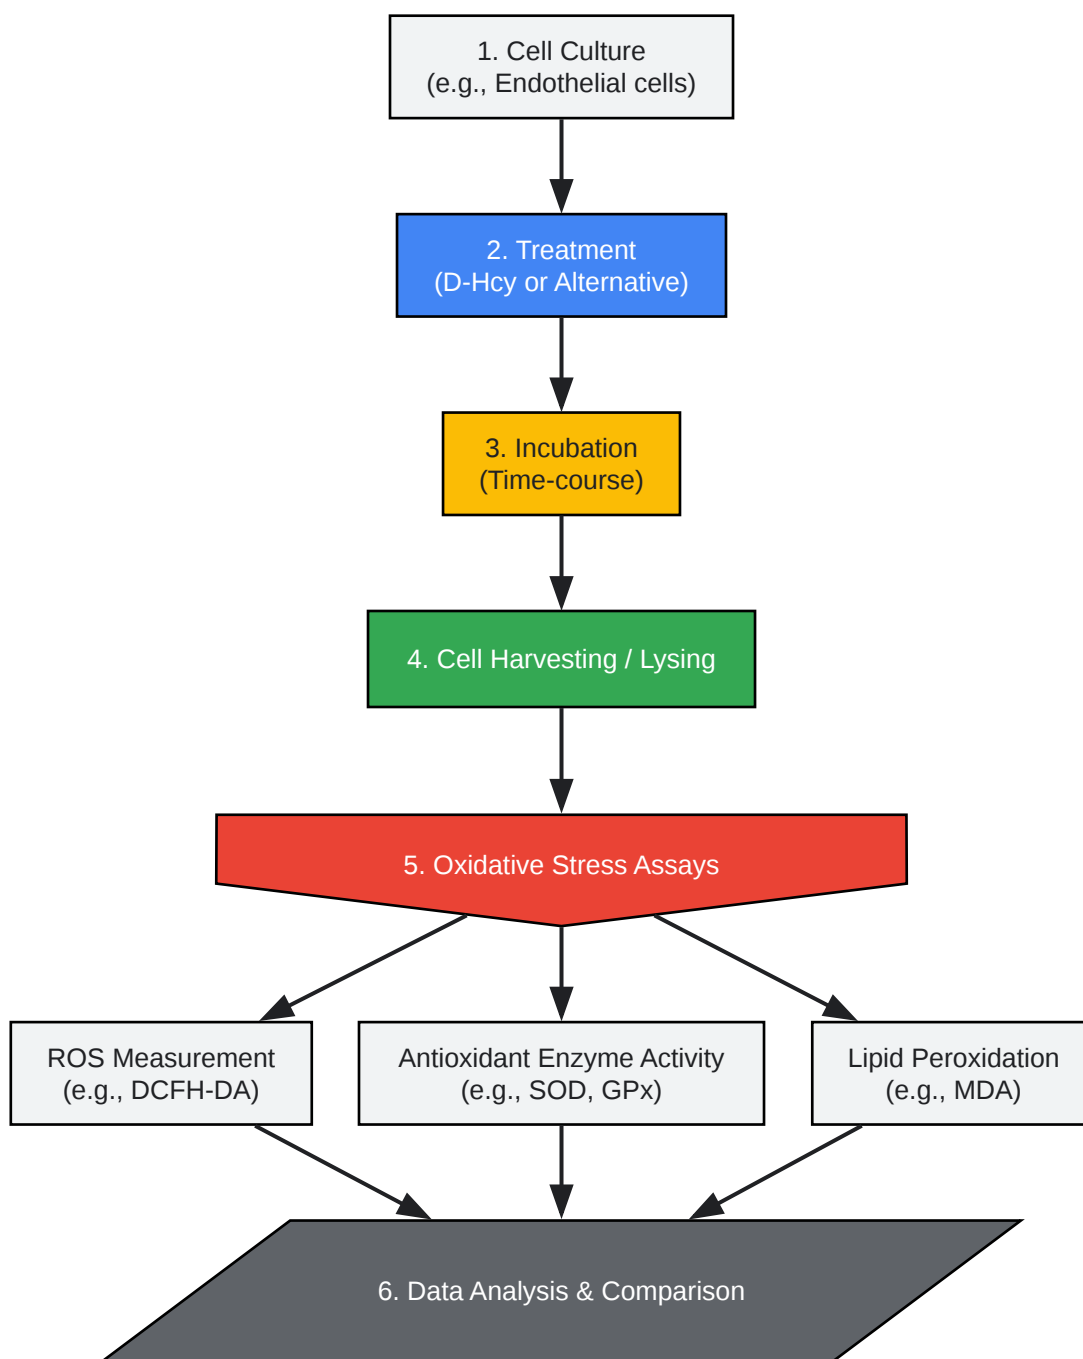 1. Cell Culture
(e.g., Endothelial cells)
2. Treatment
(D-Hcy or Alternative)
3. Incubation
(Time-course)
4. Cell Harvesting / Lysing
5. Oxidative Stress Assays
ROS Measurement
(e.g., DCFH-DA)
Antioxidant Enzyme Activity
(e.g., SOD, GPx)
Lipid Peroxidation
(e.g., MDA)
6. Data Analysis & Comparison